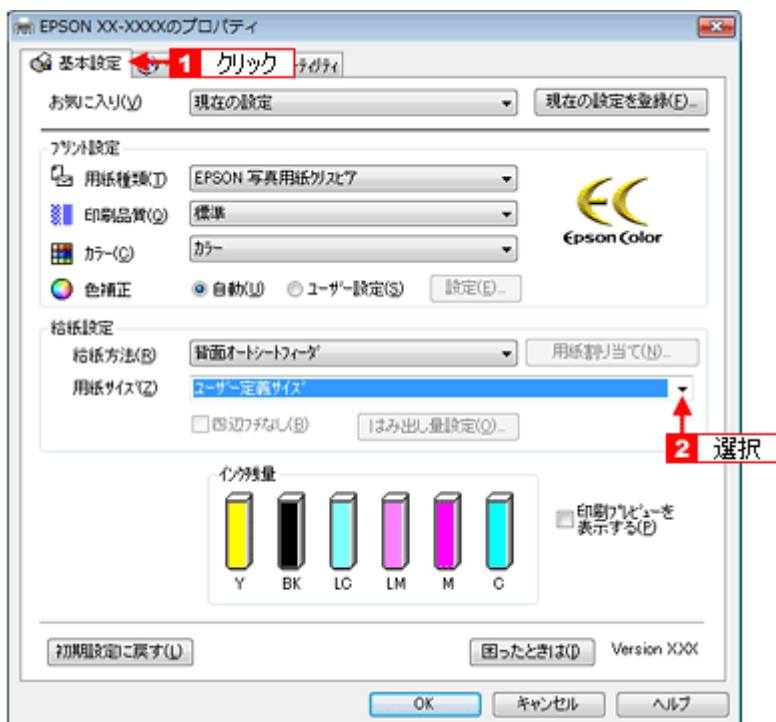 EPSON XX-XXXXのプロパティ
基本設定
1 クリック
ーティリティ
お気に入り(V) 現在の設定 現在の設定を登録(F)...
プリント設定
用紙種類(T) EPSON 写真用紙クリスピア
印刷品質(Q) 標準
カラー(C) カラー
色補正 自動(U) ユーザー設定(S) 設定(E)...
EC
Epson Color
給紙設定
給紙方法(R) 背面オートシートフィーダ 用紙割り当て(N)...
用紙サイズ(Z) ユーザー定義サイズ
四辺フチなし(B) はみ出し量設定(O)...
2 選択
インク残量
Y BK LC LM M C
印刷プレビューを
表示する(P)
初期設定に戻す(L) 困ったときは(I) Version X.XX
OK キャンセル ヘルプ